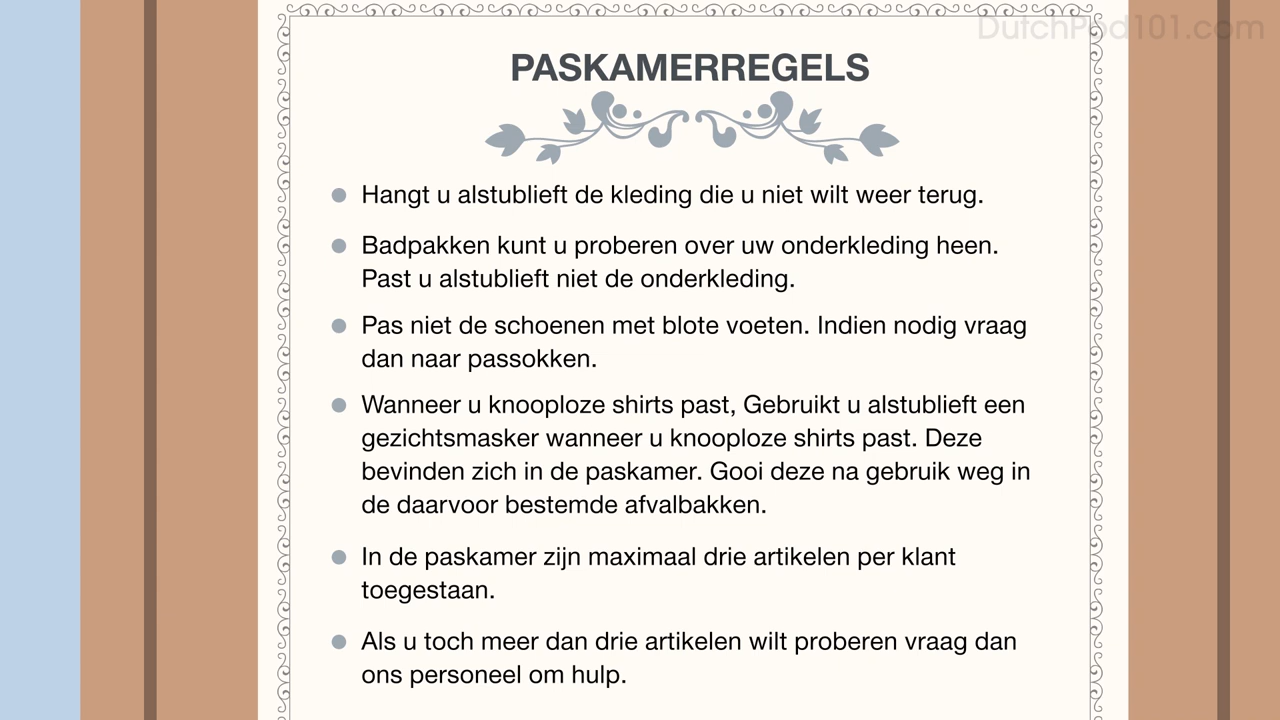 DutchPod101.com
PASKAMERREGELS
Hangt u alstublieft de kleding die u niet wilt weer terug.
Badpakken kunt u proberen over uw onderkleding heen.
Past u alstublieft niet de onderkleding.
Pas niet de schoenen met blote voeten. Indien nodig vraag
dan naar passokken.
Wanneer u knooploze shirts past, Gebruikt u alstublieft een
gezichtsmasker wanneer u knooploze shirts past. Deze
bevinden zich in de paskamer. Gooi deze na gebruik weg in
de daarvoor bestemde afvalbakken.
In de paskamer zijn maximaal drie artikelen per klant
toegestaan.
Als u toch meer dan drie artikelen wilt proberen vraag dan
ons personeel om hulp.